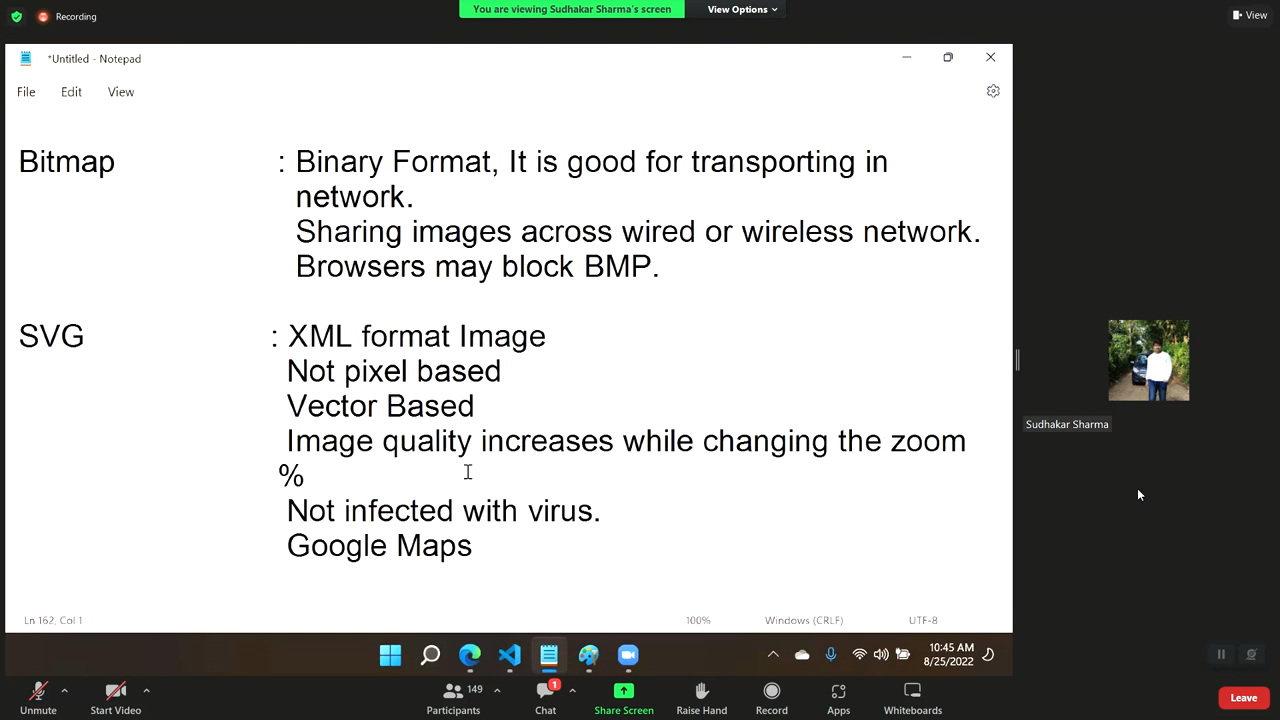 Recording
You are viewing Sudhakar Sharma's screen
View Options
View
*Untitled - Notepad
File Edit View
Bitmap : Binary Format, It is good for transporting in
network.
Sharing images across wired or wireless network.
Browsers may block BMP.
SVG : XML format Image
Not pixel based
Vector Based
Image quality increases while changing the zoom
%
Not infected with virus.
Google Maps
Sudhakar Sharma
Ln 162, Col 1 100% Windows (CRLF) UTF-8
10:45 AM
8/25/2022
Unmute Start Video Participants 149 Chat 1 Share Screen Raise Hand Record Apps Whiteboards Leave